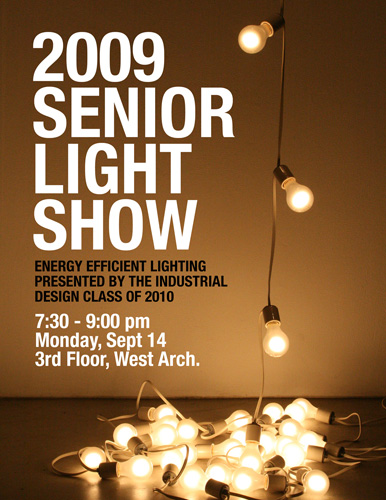 2009
SENIOR
LIGHT
SHOW
ENERGY EFFICIENT LIGHTING
PRESENTED BY THE INDUSTRIAL
DESIGN CLASS OF 2010
7:30 - 9:00 pm
Monday, Sept 14
3rd Floor, West Arch.